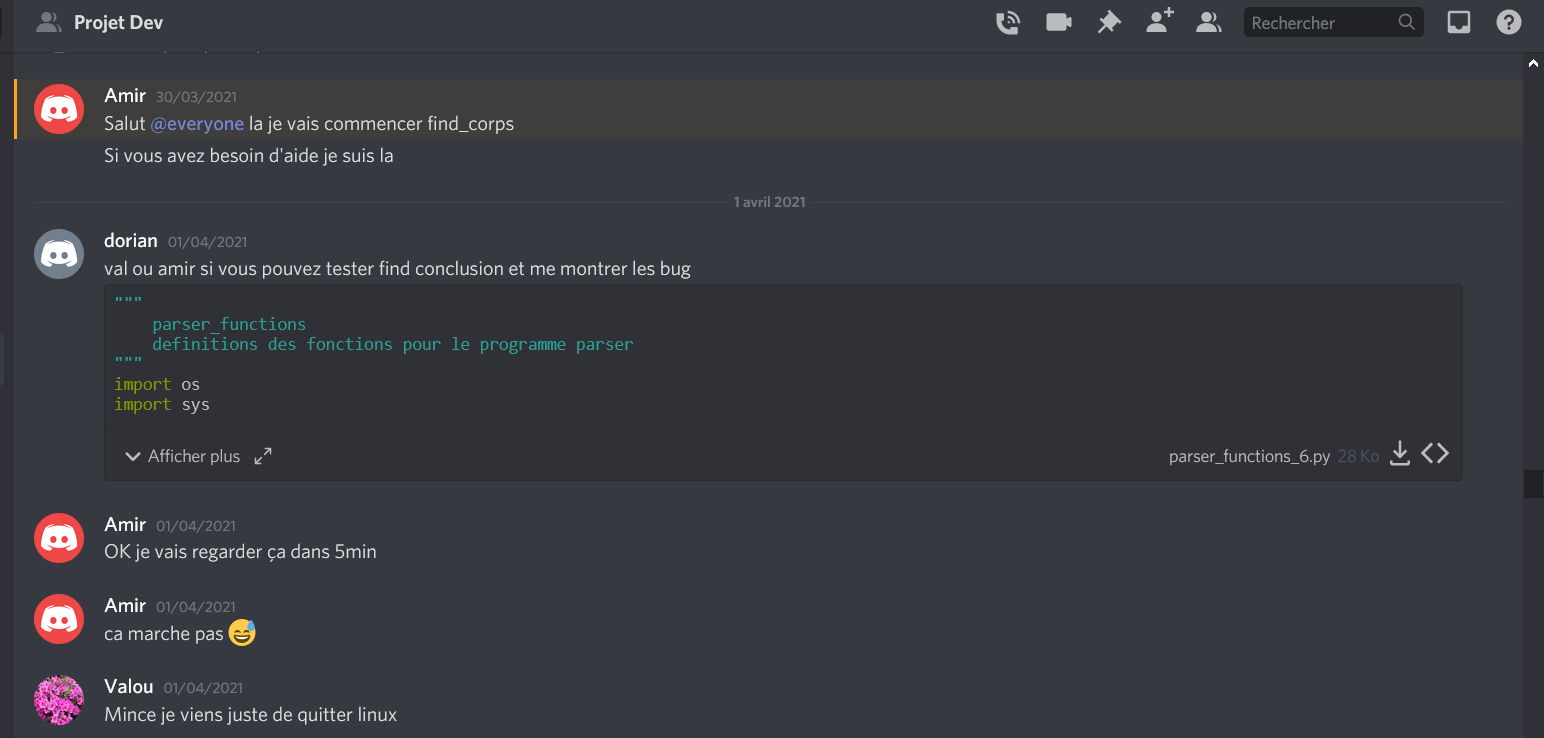 Projet Dev
Rechercher
Amir 30/03/2021
Salut @everyone la je vais commencer find_corps
Si vous avez besoin d'aide je suis la
1 avril 2021
dorian 01/04/2021
val ou amir si vous pouvez tester find conclusion et me montrer les bug
"""
parser_functions
definitions des fonctions pour le programme parser
"""
import os
import sys
Afficher plus
parser_functions_6.py 28 Ko
Amir 01/04/2021
OK je vais regarder ça dans 5min
Amir 01/04/2021
ca marche pas 😅
Valou 01/04/2021
Mince je viens juste de quitter linux